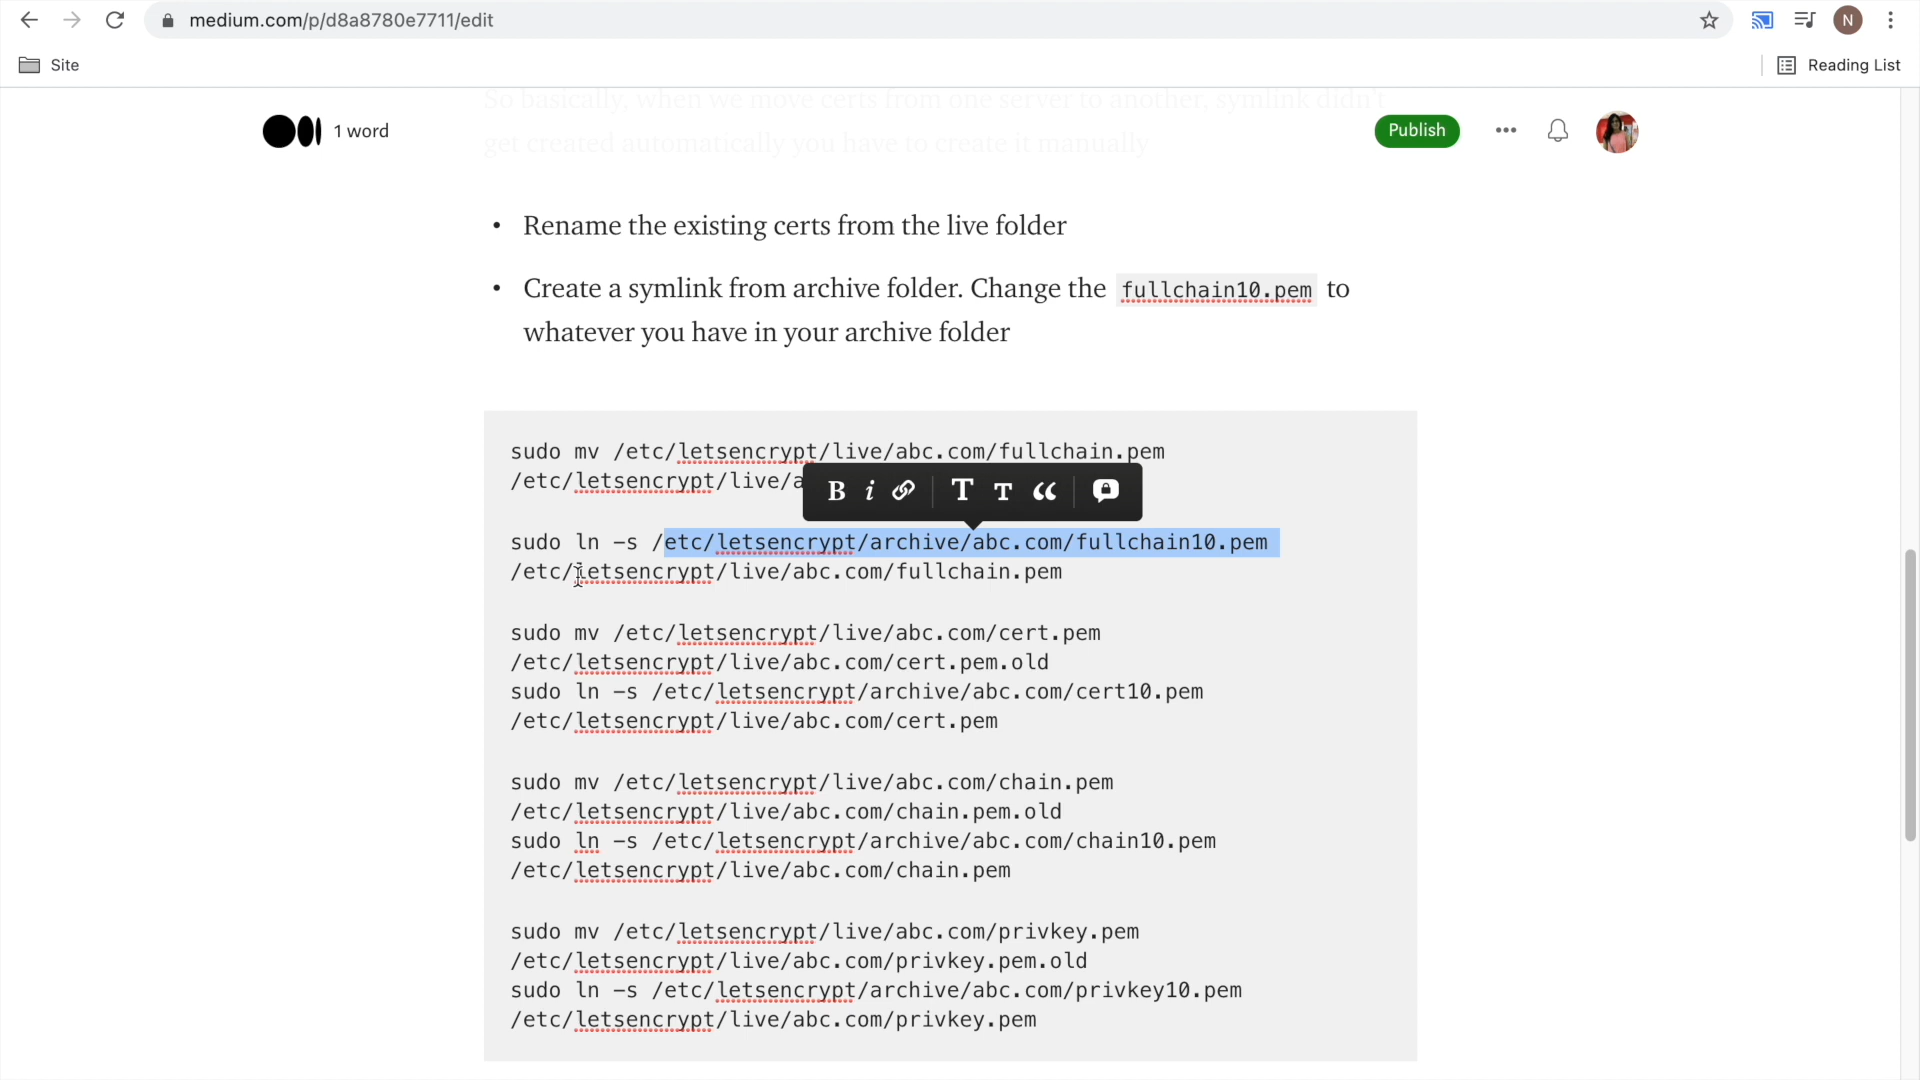 medium.com/p/d8a8780e7711/edit
N
Site
Reading List
So basically, when we move certs from one server to another, symlink didn't
get created automatically you have to create it manually
1 word
Publish
• Rename the existing certs from the live folder
• Create a symlink from archive folder. Change the fullchain10.pem to
whatever you have in your archive folder
sudo mv /etc/letsencrypt/live/abc.com/fullchain.pem
/etc/letsencrypt/live/a
B i T T
sudo ln -s /etc/letsencrypt/archive/abc.com/fullchain10.pem
/etc/letsencrypt/live/abc.com/fullchain.pem
sudo mv /etc/letsencrypt/live/abc.com/cert.pem
/etc/letsencrypt/live/abc.com/cert.pem.old
sudo ln -s /etc/letsencrypt/archive/abc.com/cert10.pem
/etc/letsencrypt/live/abc.com/cert.pem
sudo mv /etc/letsencrypt/live/abc.com/chain.pem
/etc/letsencrypt/live/abc.com/chain.pem.old
sudo ln -s /etc/letsencrypt/archive/abc.com/chain10.pem
/etc/letsencrypt/live/abc.com/chain.pem
sudo mv /etc/letsencrypt/live/abc.com/privkey.pem
/etc/letsencrypt/live/abc.com/privkey.pem.old
sudo ln -s /etc/letsencrypt/archive/abc.com/privkey10.pem
/etc/letsencrypt/live/abc.com/privkey.pem